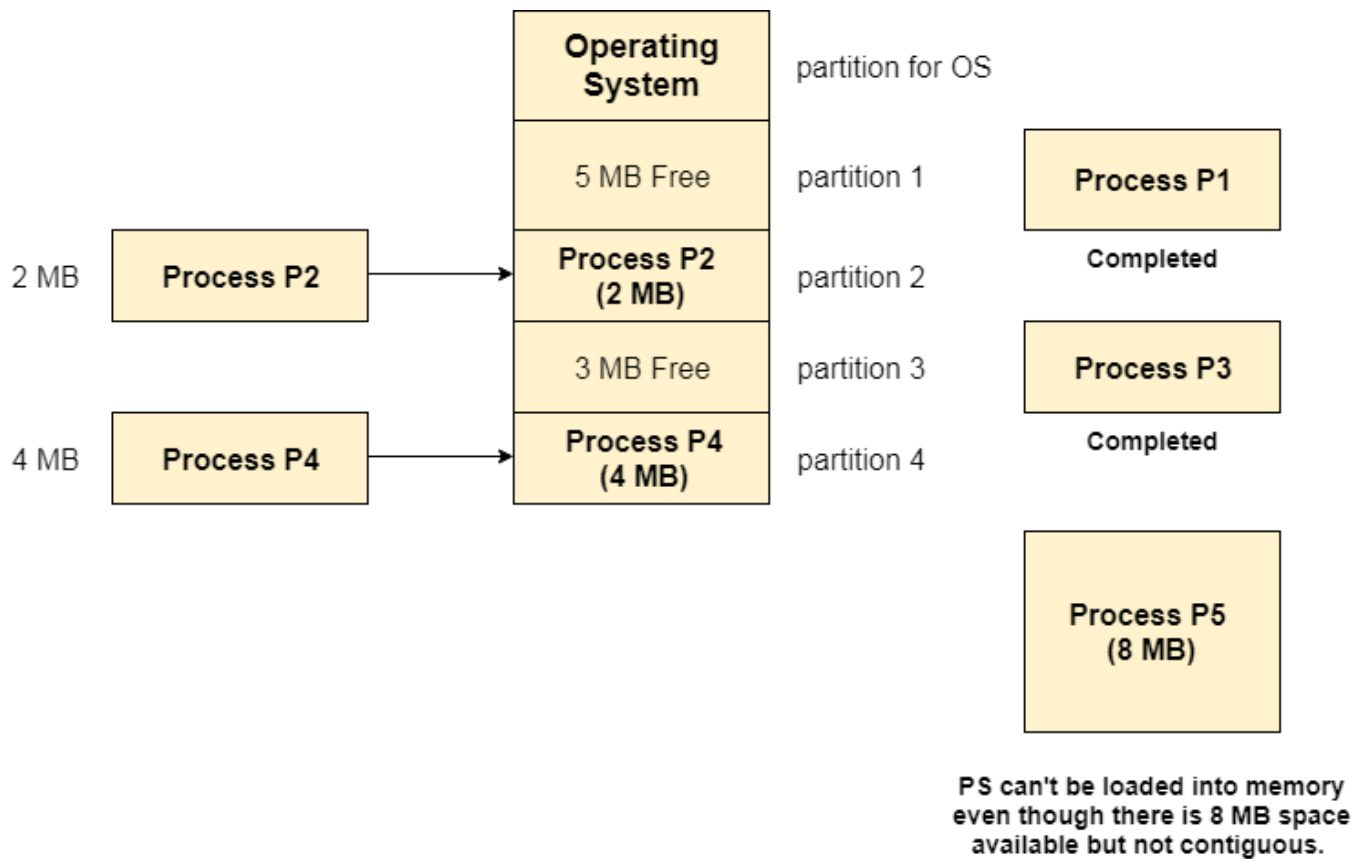 Operating
System
partition for OS
5 MB Free
partition 1
Process P1
Completed
2 MB
Process P2
Process P2
(2 MB)
partition 2
3 MB Free
partition 3
Process P3
Completed
4 MB
Process P4
Process P4
(4 MB)
partition 4
Process P5
(8 MB)
PS can't be loaded into memory
even though there is 8 MB space
available but not contiguous.